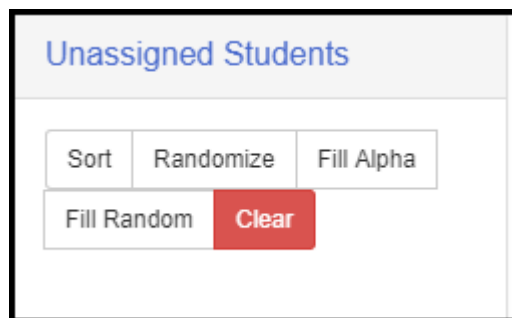 Unassigned Students
Sort Randomize Fill Alpha
Fill Random Clear